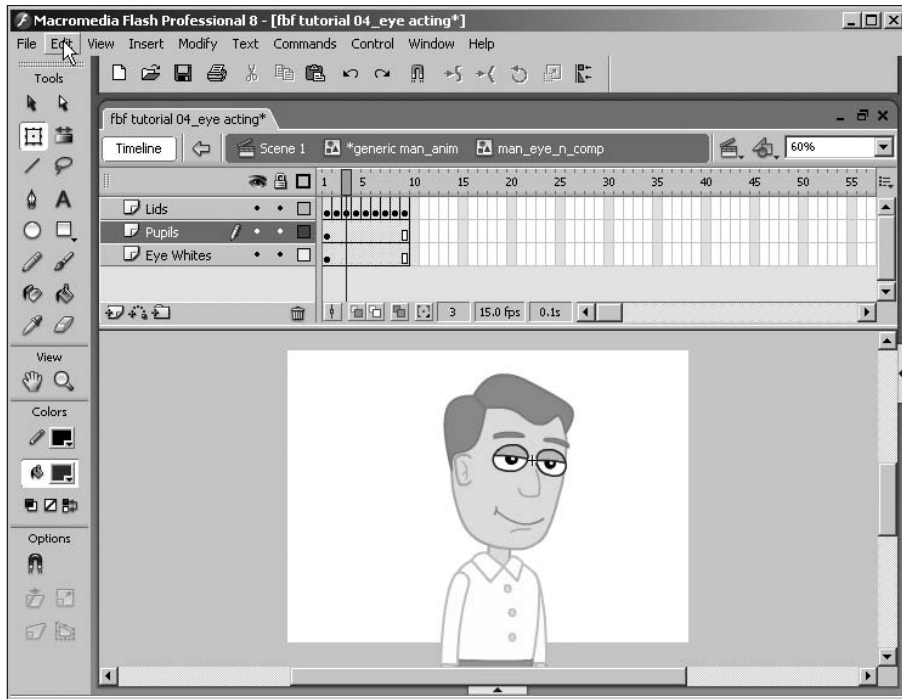 Macromedia Flash Professional 8 - [fbf tutorial 04_eye acting*]
File Edit View Insert Modify Text Commands Control Window Help
Tools
fbf tutorial 04_eye acting*
Timeline Scene 1 *generic man_anim man_eye_n_comp 60%
1 5 10 15 20 25 30 35 40 45 50 55
Lids
Pupils
Eye Whites
3 15.0 fps 0.1s
View
Colors
Options